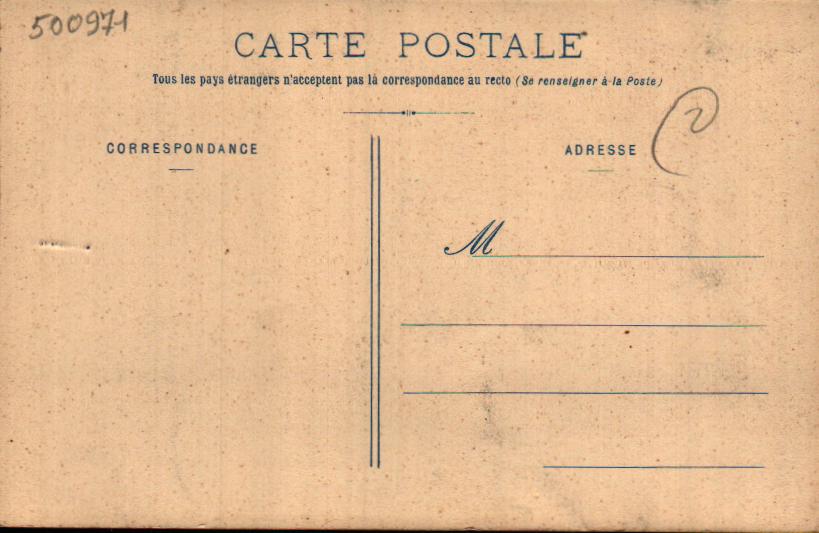 500971
CARTE POSTALE
Tous les pays étrangers n'acceptent pas la correspondance au recto (Se renseigner à la Poste)
2
CORRESPONDANCE
ADRESSE
M